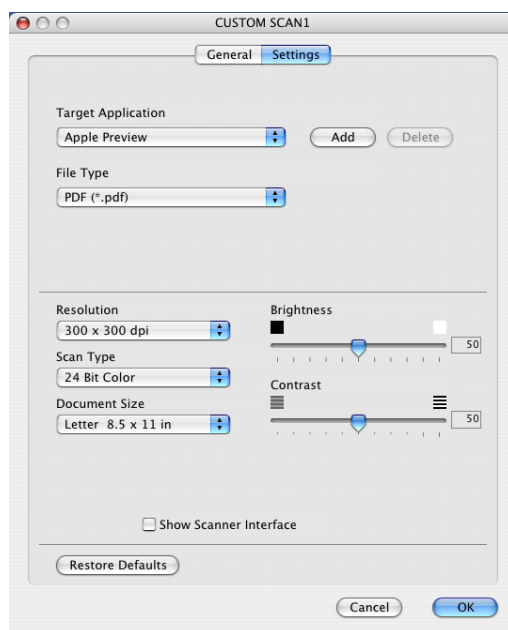 CUSTOM SCAN1
General Settings
Target Application
Apple Preview Add Delete
File Type
PDF (*.pdf)
Resolution
300 x 300 dpi
Scan Type
24 Bit Color
Document Size
Letter 8.5 x 11 in
Brightness
50
Contrast
50
Show Scanner Interface
Restore Defaults
Cancel OK